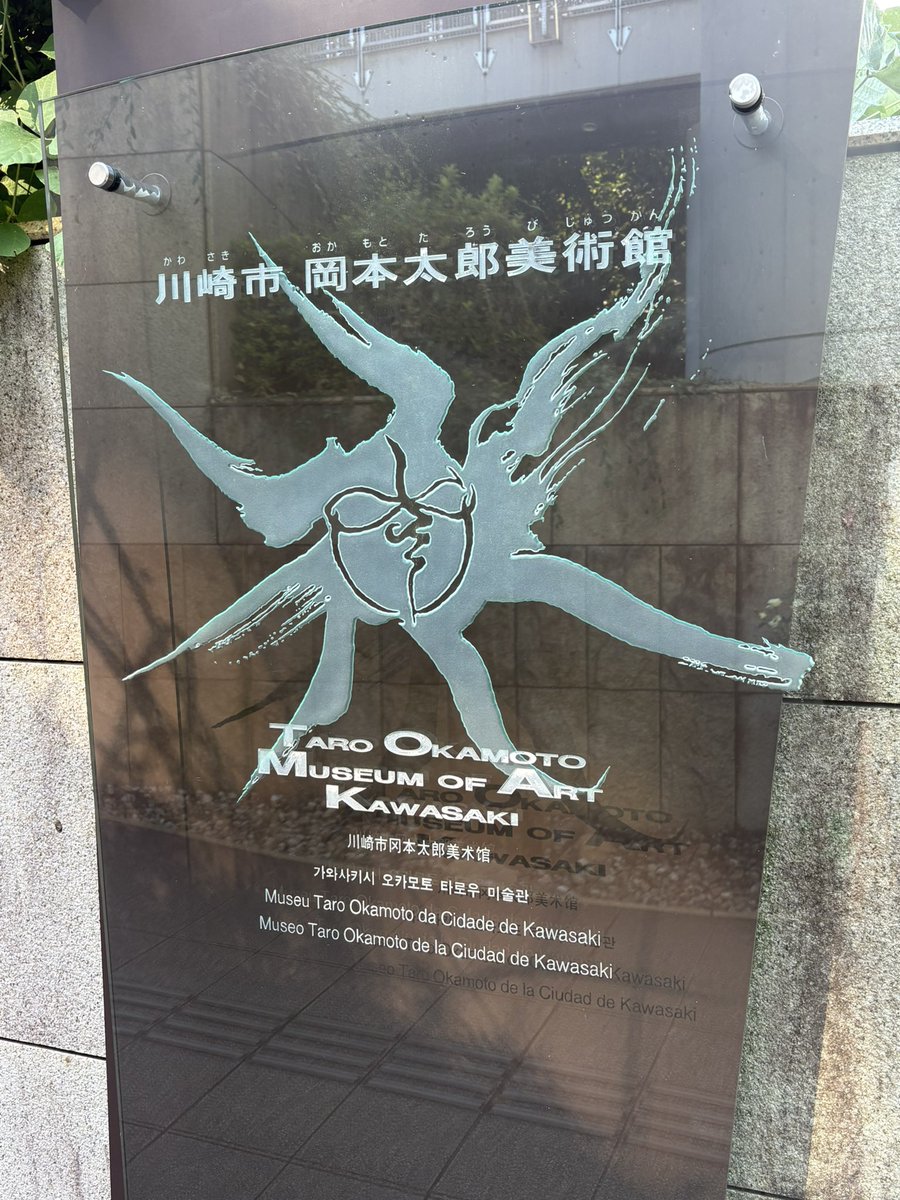 かわ さき おか もと た ろう び じゅつ かん
川崎市 岡本太郎美術館
TARO OKAMOTO
MUSEUM OF ART
KAWASAKI
川崎市冈本太郎美术馆
가와사키시 오카모토 타로우 미술관
Museu Taro Okamoto da Cidade de Kawasaki
Museo Taro Okamoto de la Ciudad de Kawasaki